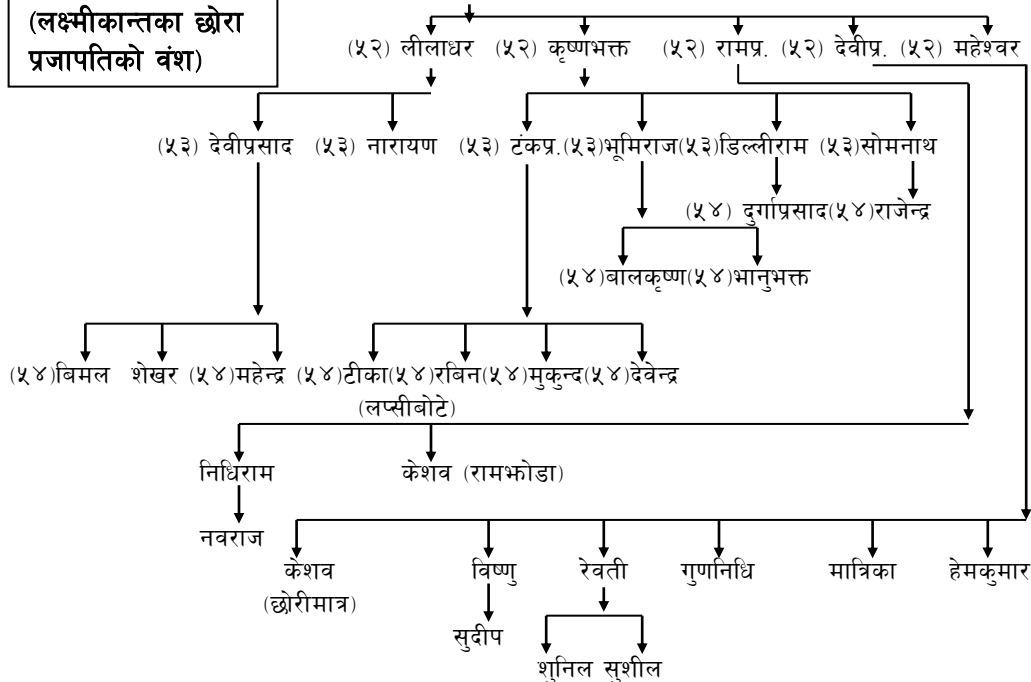 (लक्ष्मीकान्तका छोरा
प्रजापतिको वंश)
(५२) लीलाधर (५२) कृष्णभक्त (५२) रामप्र. (५२) देवीप्र. (५२) महेश्वर
(५३) देवीप्रसाद (५३) नारायण (५३) टंकप्र.(५३)भूमिराज(५३)डिल्लीराम (५३)सोमनाथ
(५४) दुर्गाप्रसाद(५४)राजेन्द्र
(५४)बालकृष्ण(५४)भानुभक्त
(५४)बिमल शेखर (५४)महेन्द्र (५४)टीका(५४)रबिन(५४)मुकुन्द(५४)देवेन्द्र
(लप्सीबोटे)
निधिराम केशव (रामझोडा)
नवराज
केशव विष्णु रेवती गुणनिधि मात्रिका हेमकुमार
(छोरीमात्र)
सुदीप
शुनिल सुशील